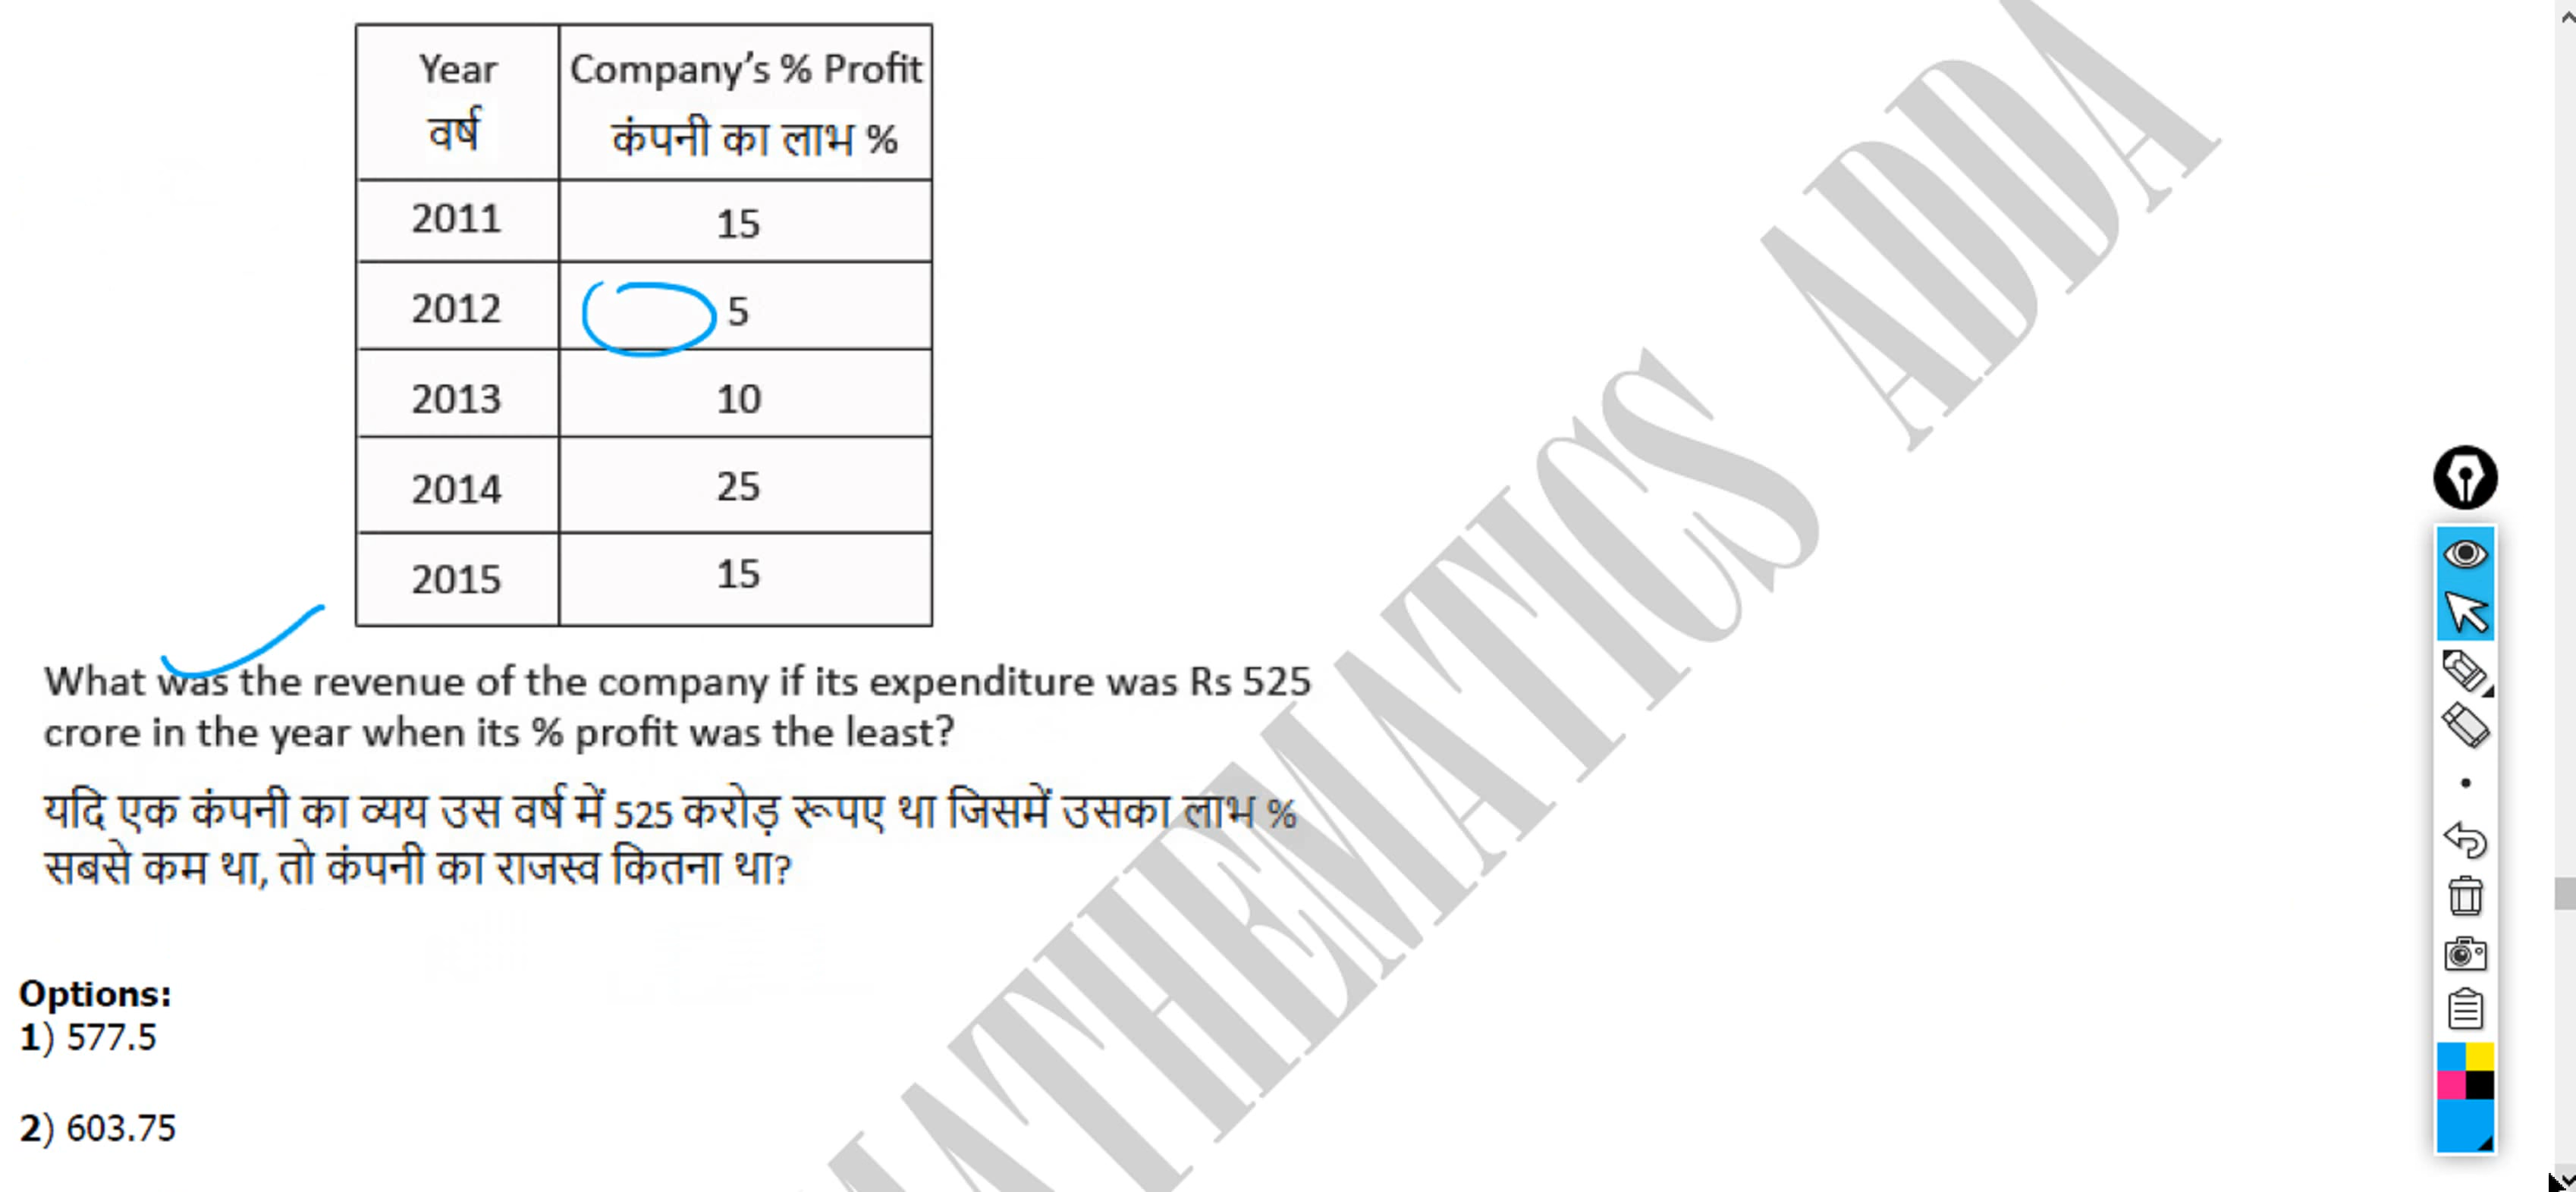 Year
वर्ष
Company's % Profit
कंपनी का लाभ %
2011 15
2012 5
2013 10
2014 25
2015 15
What was the revenue of the company if its expenditure was Rs 525
crore in the year when its % profit was the least?
यदि एक कंपनी का व्यय उस वर्ष में 525 करोड़ रूपए था जिसमें उसका लाभ %
सबसे कम था, तो कंपनी का राजस्व कितना था?
Options:
1) 577.5
2) 603.75
MATHEMATICS ADDA